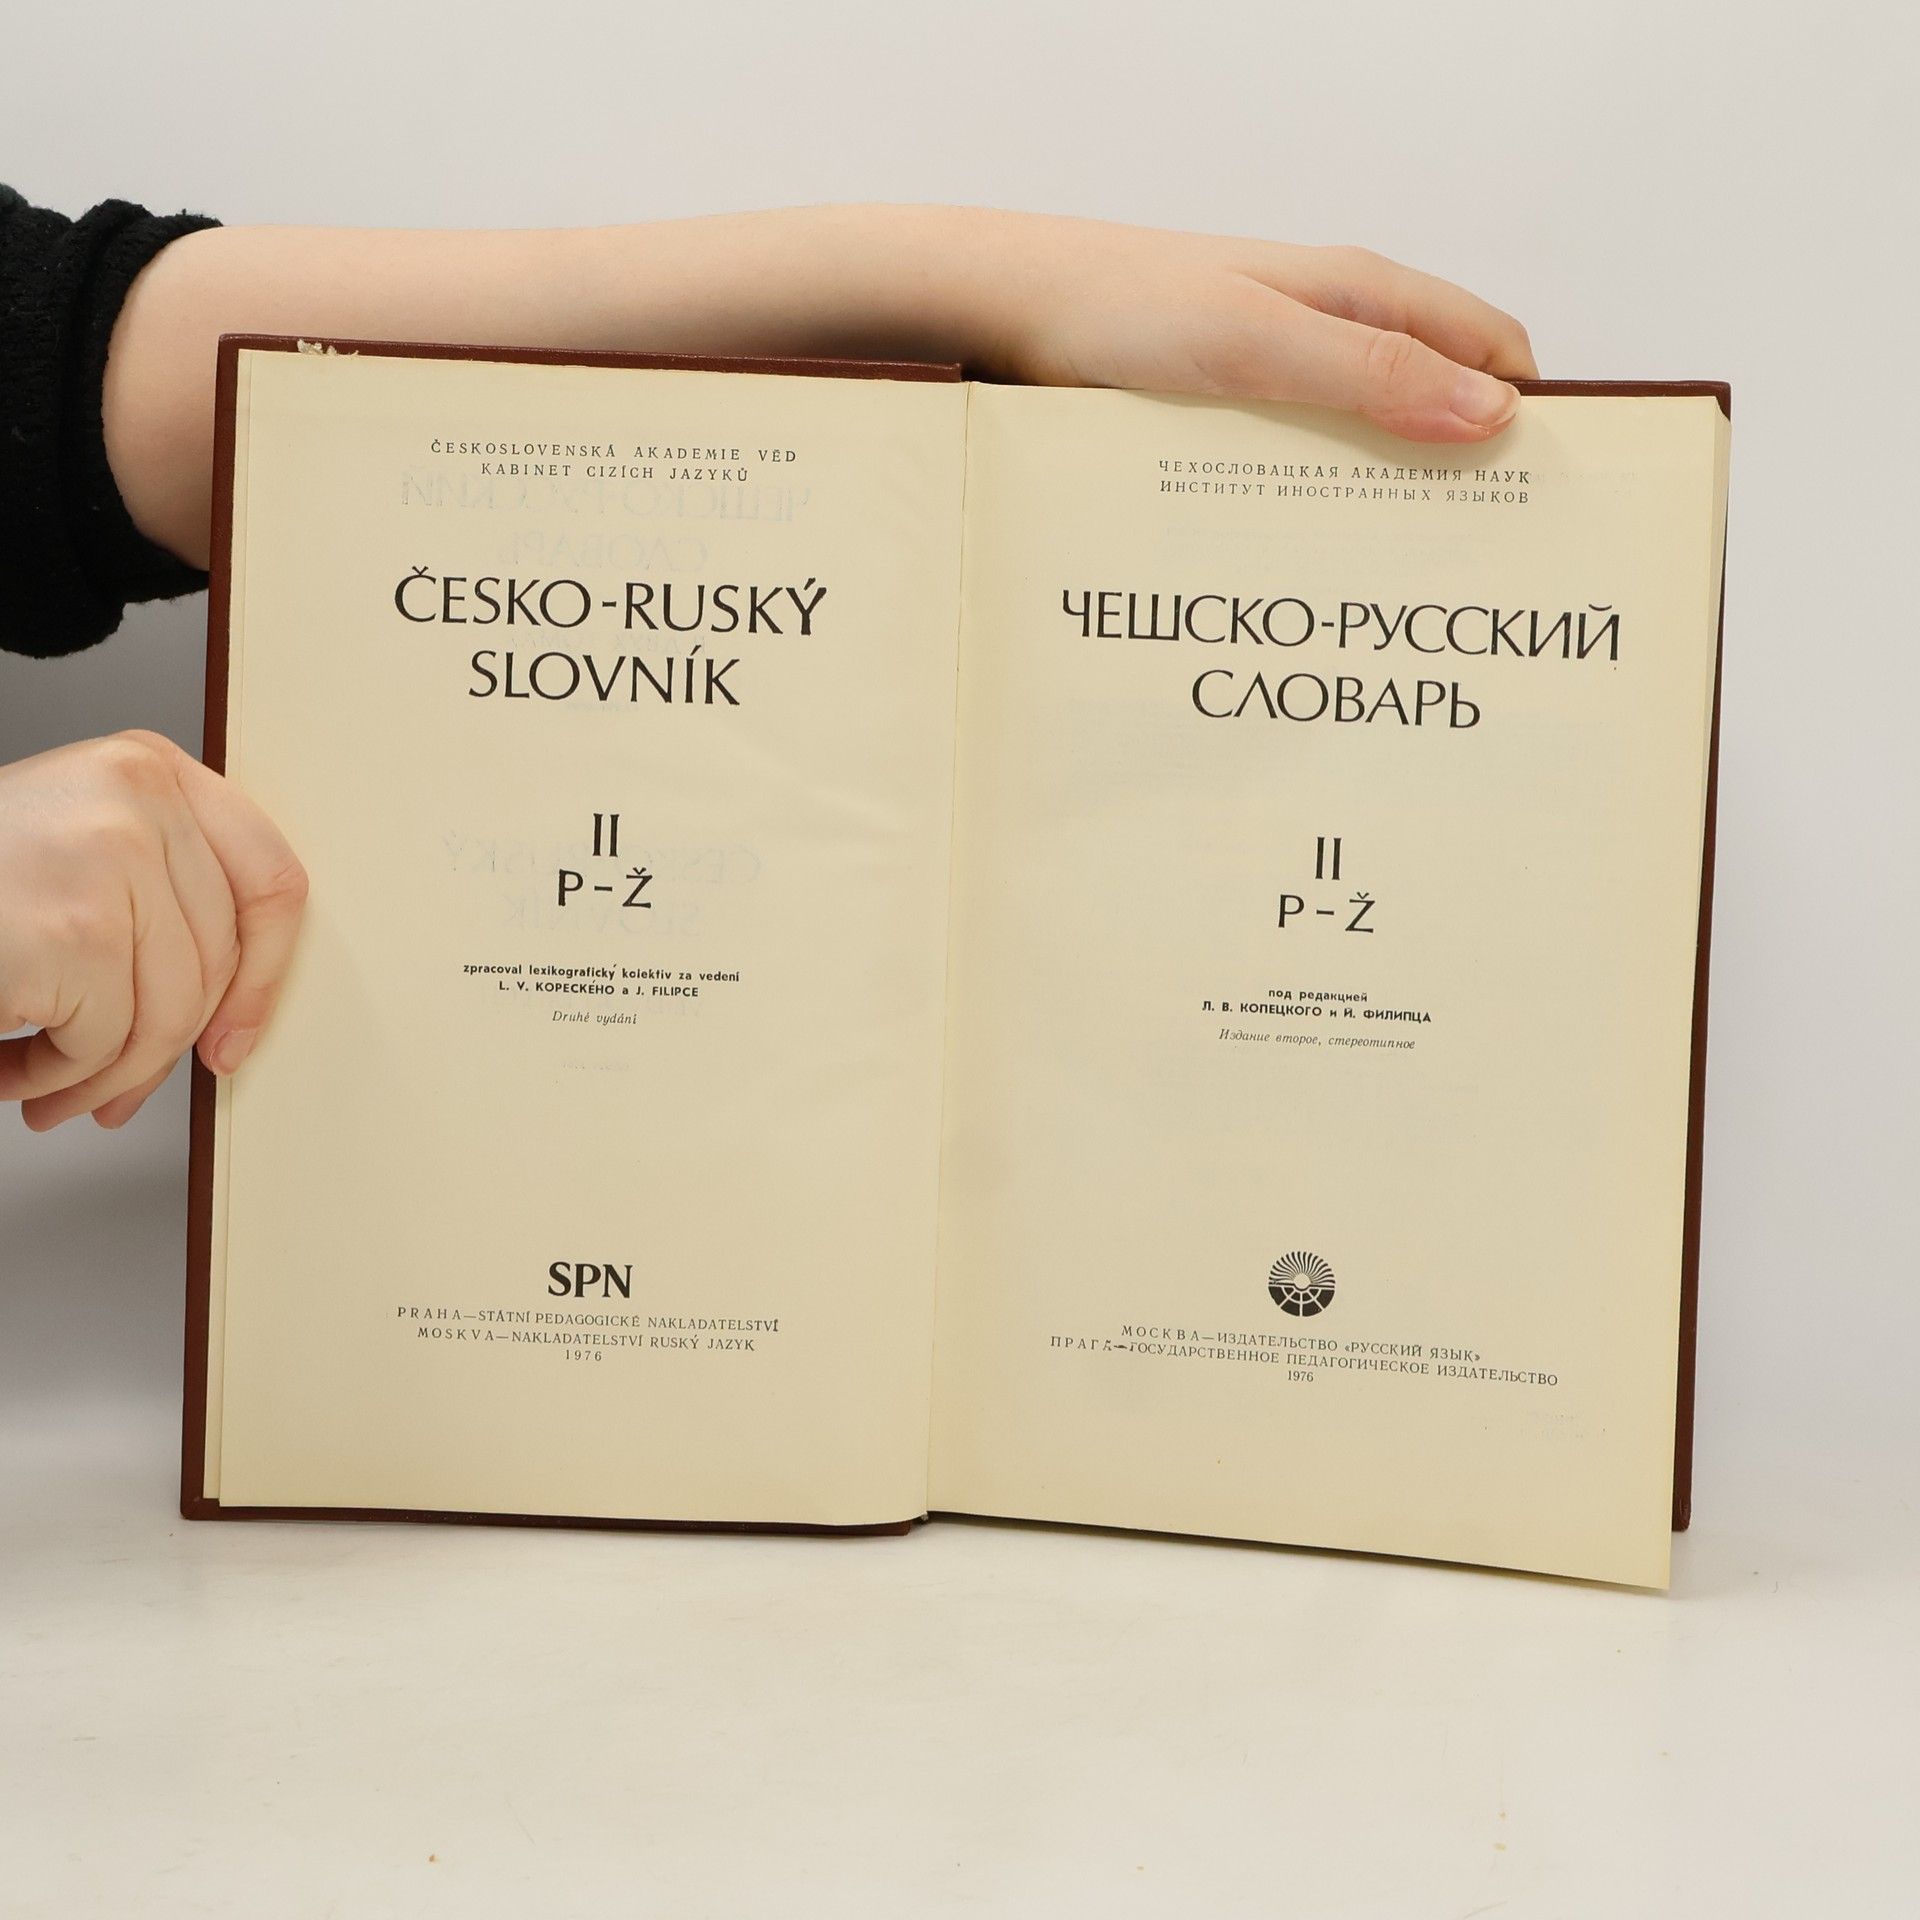 ČESKOSLOVENSKÁ AKADEMIE VĚD
KABINET CIZÍCH JAZYKŮ
ČESKO-RUSKÝ
SLOVNÍK
II
P-Ž
zpracoval lexikografický kolektiv za vedení
L. V. KOPECKÉHO a J. FILIPCE
Druhé vydání
SPN
PRAHA—STÁTNÍ PEDAGOGICKÉ NAKLADATELSTVÍ
MOSKVA—NAKLADATELSTVÍ RUSKÝ JAZYK
1976
ЧЕХОСЛОВАЦКАЯ АКАДЕМИЯ НАУК
ИНСТИТУТ ИНОСТРАННЫХ ЯЗЫКОВ
ЧЕШСКО-РУССКИЙ
СЛОВАРЬ
II
P-Ž
под редакцией
Л. В. КОПЕЦКОГО и Й. ФИЛИПЦА
Издание второе, стереотипное
МОСКВА—ИЗДАТЕЛЬСТВО «РУССКИЙ ЯЗЫК»
ПРАГА—ГОСУДАРСТВЕННОЕ ПЕДАГОГИЧЕСКОЕ ИЗДАТЕЛЬСТВО
1976